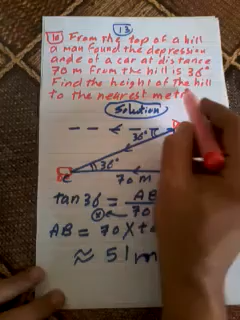 13
10 From the top of a hill
a man found the depression
angle of a car at distance
70 m From the hill is 36°
Find the height of the hill
to the nearest
Solution
36°
36°
C
70 m
tan 36 = AB
70
AB = 70 X
≈ 51